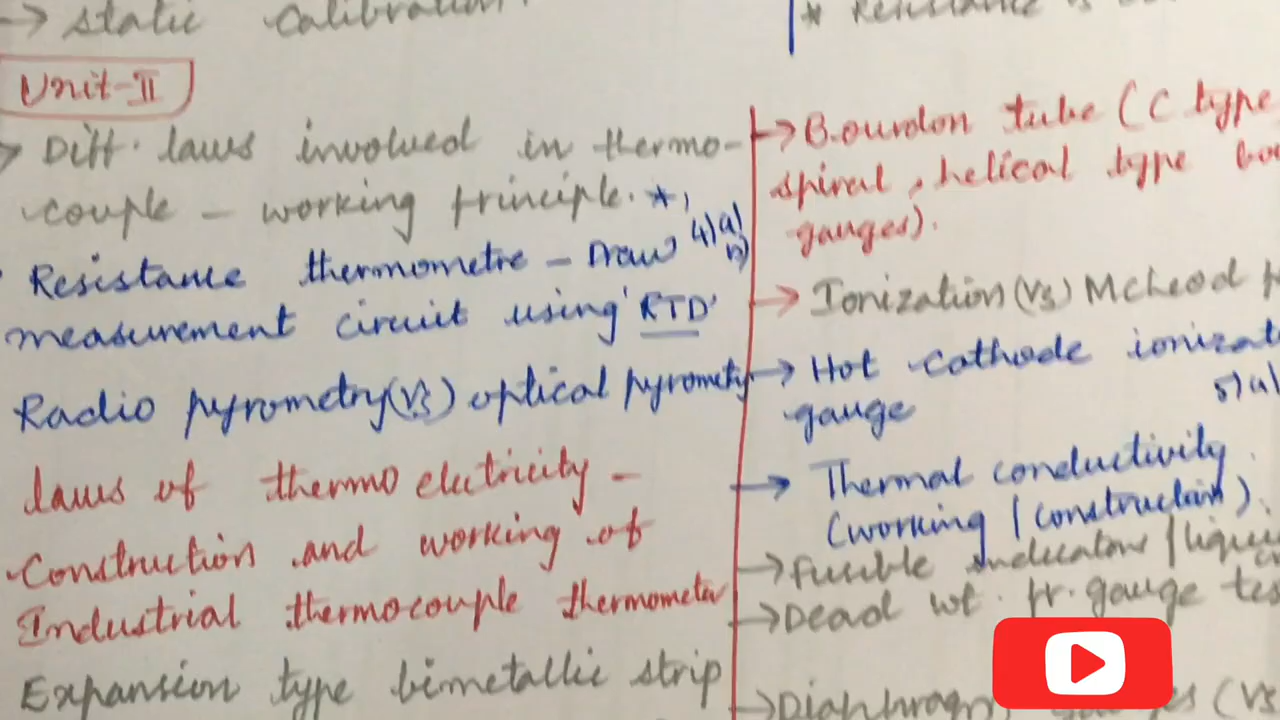 → Static Calibration.
Unit-II
→ Diff. laws involved in thermo-
couple – working principle. *,
Resistance thermometre – Draw 4)a)
b)
measurement circuit using 'RTD'
Radio pyrometry (Vs) optical pyrometry
laws of thermo electricity –
Construction and working of
Industrial thermocouple thermometer
Expansion type bimetallic strip
* Resistance
→ Bourdon tube (C type
spiral, helical type
gauges).
→ Ionization (Vs) McLeod
→ Hot Cathode
gauge 5)a)
→ Thermal conductivity
(working / construction).
→ Fusible indicators /
→ Dead wt. pr. gauge
→ Diaphragm (Vs